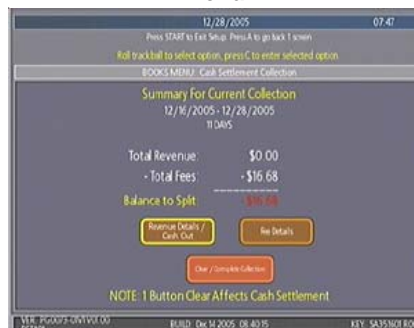 12/28/2005 07:47
Press START to Exit Setup. Press A to go back 1 screen
Roll trackball to select option, press C to enter selected option
BOOKS MENU: Cash Settlement Collection
Summary For
Current Collection
12/16/2005 - 12/28/2005
11 DAYS
Total Revenue: $0.00
- Total Fees: - $16.68
Balance to Split: - $16.68
Revenue Details /
Cash Out
Fee Details
Clear / Complete Collection
NOTE: 1 Button Clear Affects Cash Settlement
BUILD: Dec 14 2005 08:40:15